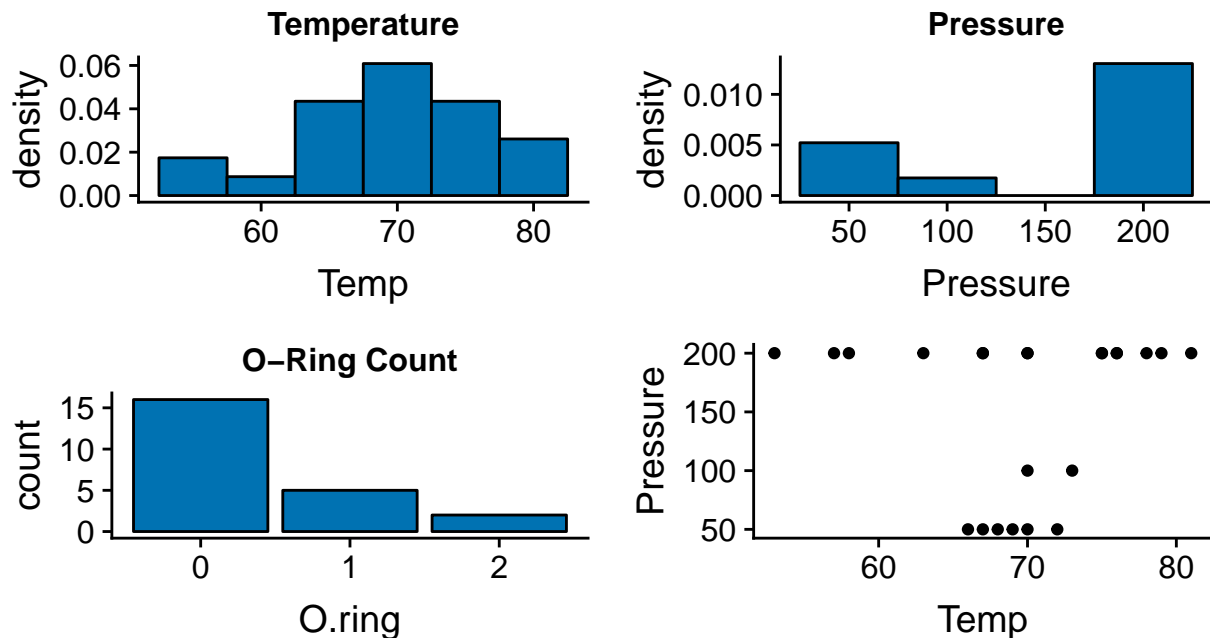 Temperature
density
0.06
0.04
0.02
0.00
60 70 80
Temp
Pressure
density
0.010
0.005
0.000
50 100 150 200
Pressure
O−Ring Count
count
15
10
5
0
0 1 2
O.ring
Pressure
200
150
100
50
60 70 80
Temp